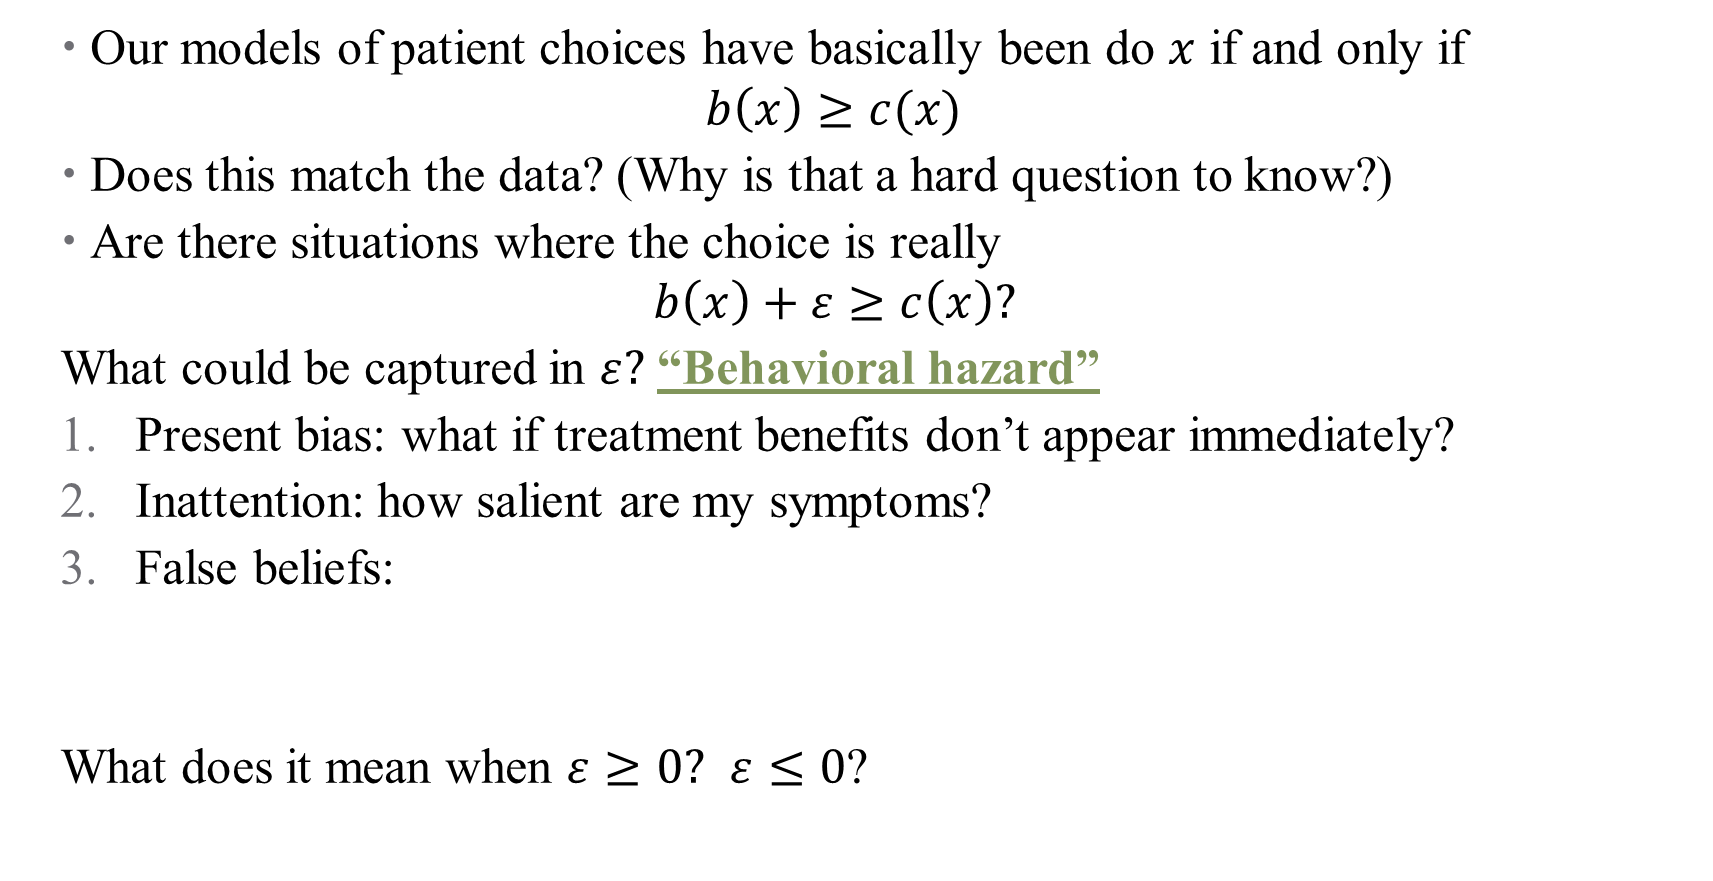 • Our models of patient choices have basically been do x if and only if
b(x) ≥ c(x)
• Does this match the data? (Why is that a hard question to know?)
• Are there situations where the choice is really
b(x) + ε ≥ c(x)?
What could be captured in ε? “Behavioral hazard”
1. Present bias: what if treatment benefits don’t appear immediately?
2. Inattention: how salient are my symptoms?
3. False beliefs:
What does it mean when ε ≥ 0? ε ≤ 0?